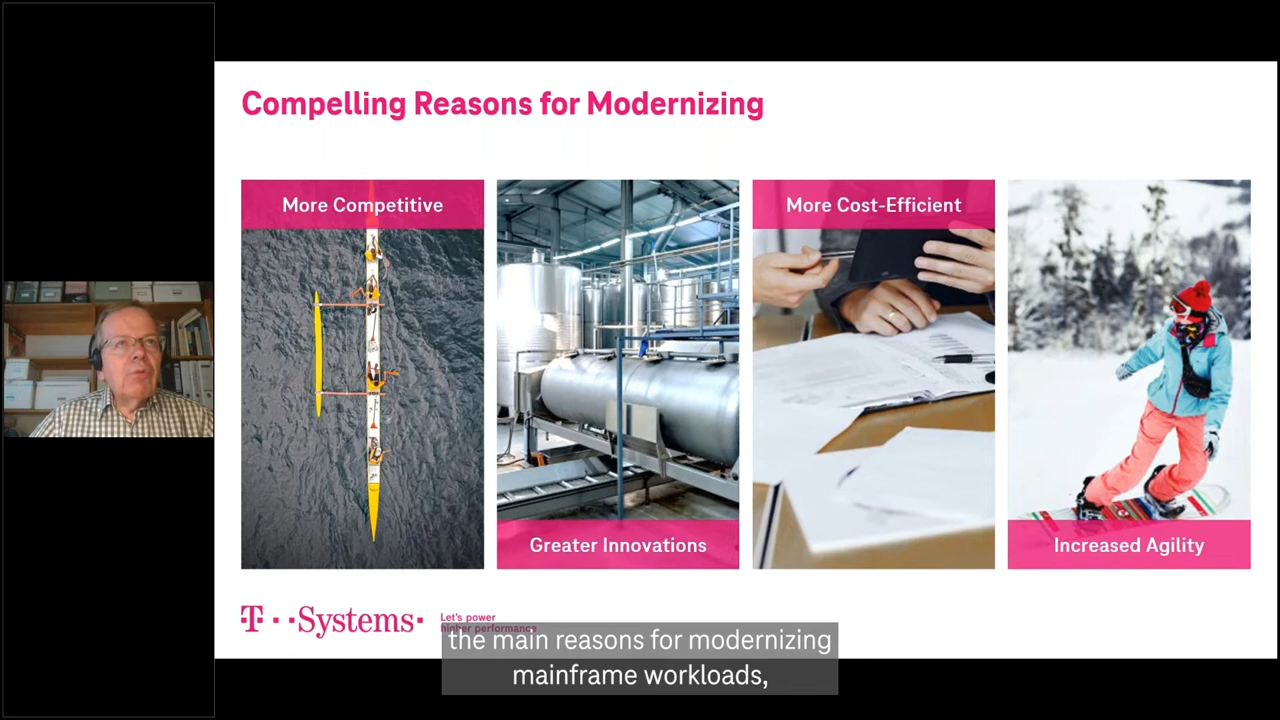 Compelling Reasons for Modernizing
More Competitive
Greater Innovations
More Cost-Efficient
Increased Agility
T··Systems·
Let's power
higher performance
the main reasons for modernizing
mainframe workloads,